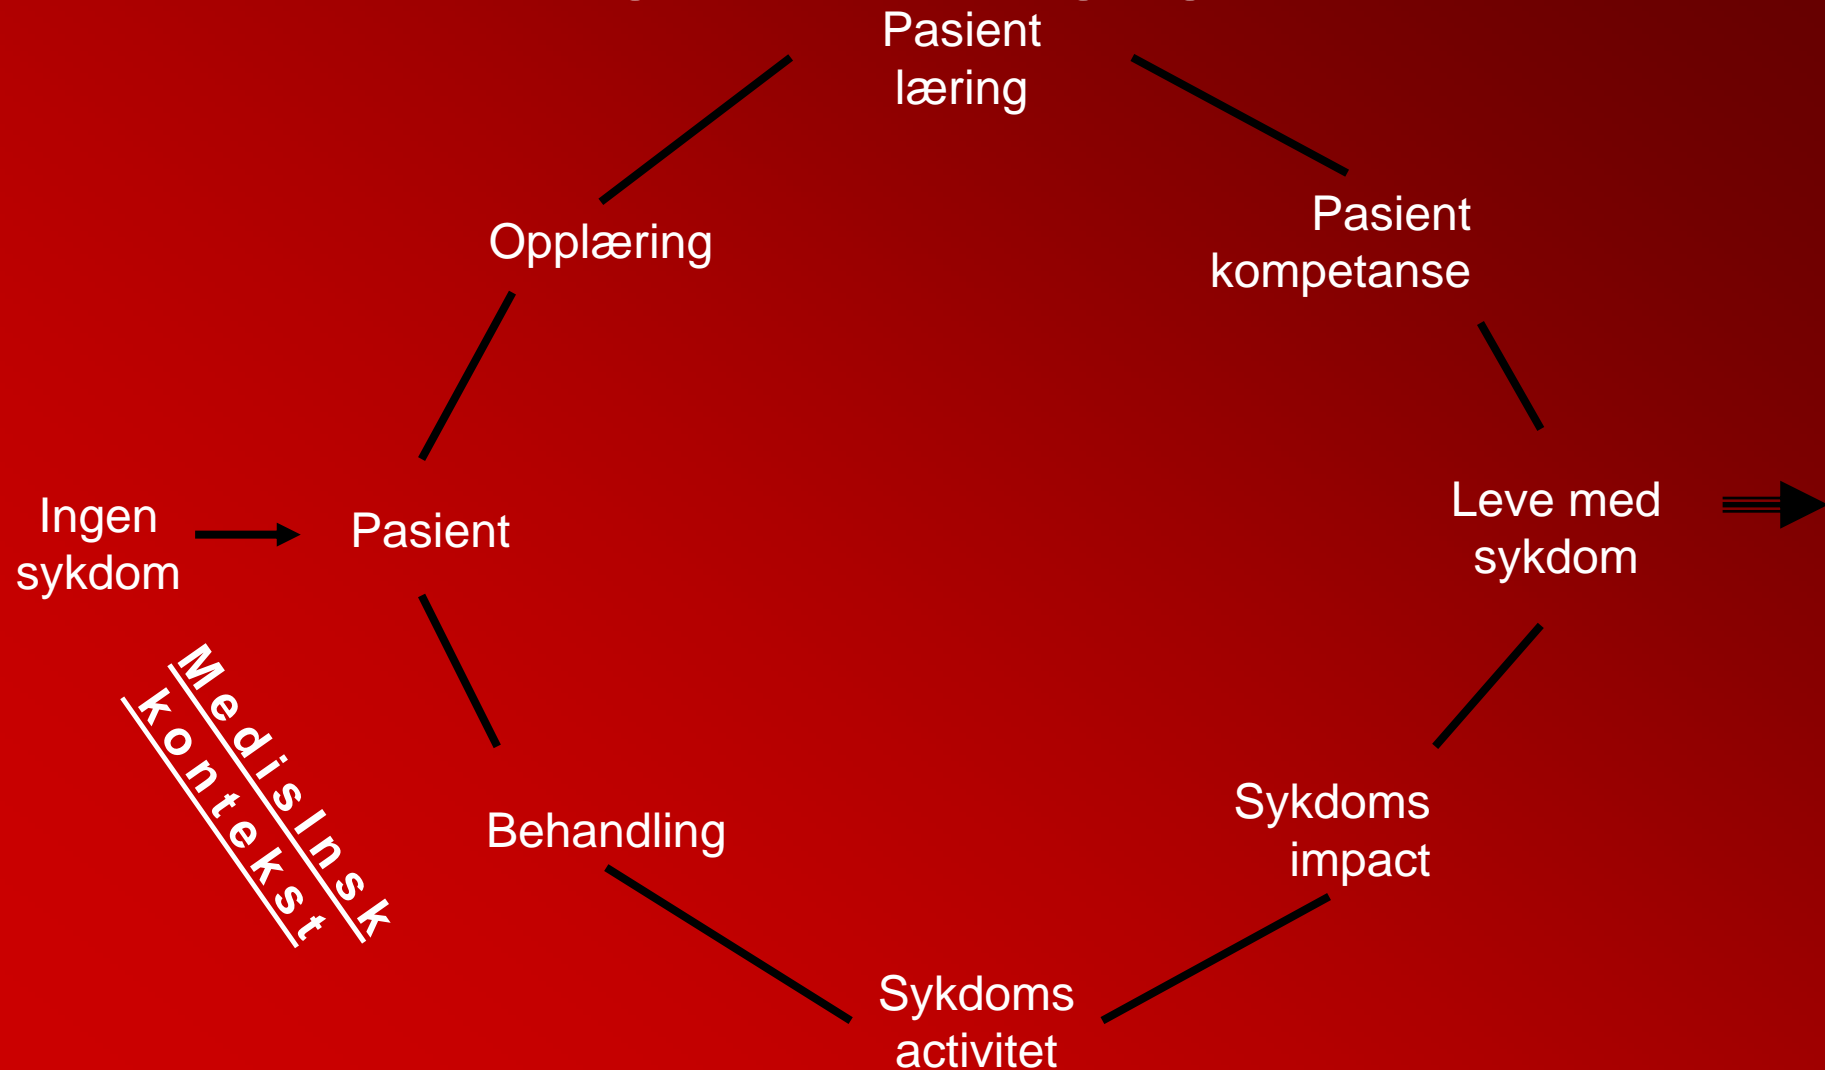 Pasient
læring
Opplæring
Pasient
kompetanse
Ingen
sykdom
Pasient
Leve med
sykdom
MedisInsk
kontekst
Behandling
Sykdoms
impact
Sykdoms
activitet